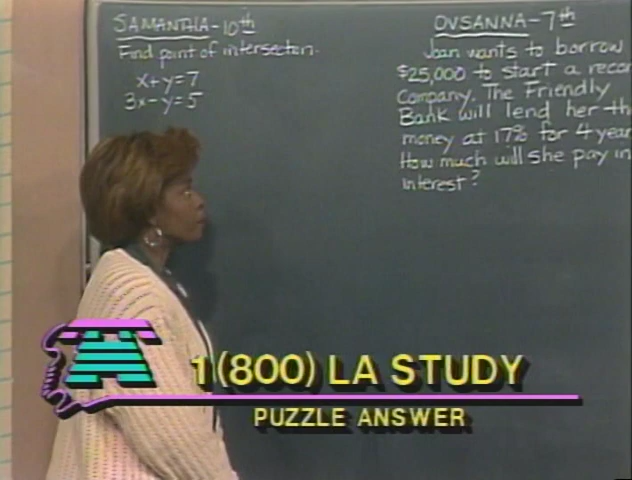 SAMANTHA-10th
Find point of intersection.
x+y=7
3x-y=5
OVSANNA-7th
Joan wants to borrow
$25,000 to start a recor
Company. The Friendly
Bank will lend her th
money at 17% for 4 year
How much will she pay in
interest?
1 (800) LA STUDY
PUZZLE ANSWER